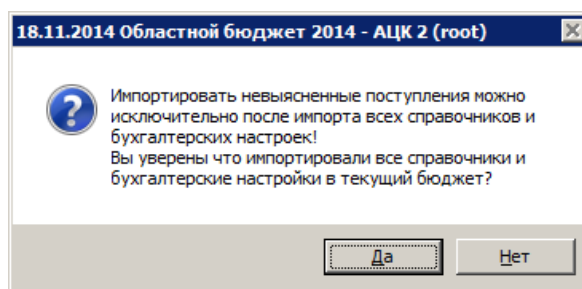 18.11.2014 Областной бюджет 2014 - АЦК 2 (root)
Импортировать невыясненные поступления можно
исключительно после импорта всех справочников и
бухгалтерских настроек!
Вы уверены что импортировали все справочники и
бухгалтерские настройки в текущий бюджет?
Да Нет